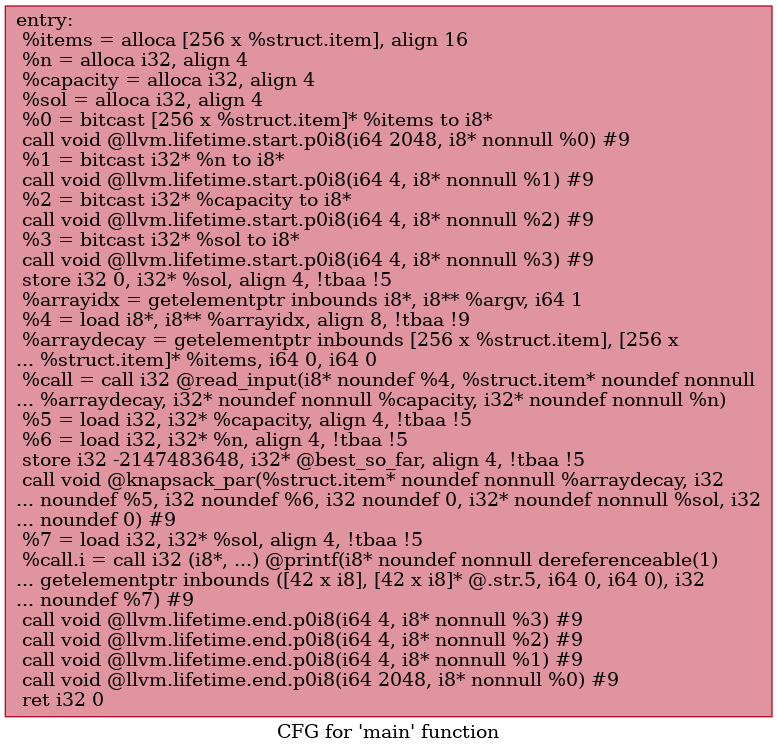 entry:
%items = alloca [256 x %struct.item], align 16
%n = alloca i32, align 4
%capacity = alloca i32, align 4
%sol = alloca i32, align 4
%0 = bitcast [256 x %struct.item]* %items to i8*
call void @llvm.lifetime.start.p0i8(i64 2048, i8* nonnull %0) #9
%1 = bitcast i32* %n to i8*
call void @llvm.lifetime.start.p0i8(i64 4, i8* nonnull %1) #9
%2 = bitcast i32* %capacity to i8*
call void @llvm.lifetime.start.p0i8(i64 4, i8* nonnull %2) #9
%3 = bitcast i32* %sol to i8*
call void @llvm.lifetime.start.p0i8(i64 4, i8* nonnull %3) #9
store i32 0, i32* %sol, align 4, !tbaa !5
%arrayidx = getelementptr inbounds i8*, i8** %argv, i64 1
%4 = load i8*, i8** %arrayidx, align 8, !tbaa !9
%arraydecay = getelementptr inbounds [256 x %struct.item], [256 x
... %struct.item]* %items, i64 0, i64 0
%call = call i32 @read_input(i8* noundef %4, %struct.item* noundef nonnull
... %arraydecay, i32* noundef nonnull %capacity, i32* noundef nonnull %n)
%5 = load i32, i32* %capacity, align 4, !tbaa !5
%6 = load i32, i32* %n, align 4, !tbaa !5
store i32 -2147483648, i32* @best_so_far, align 4, !tbaa !5
call void @knapsack_par(%struct.item* noundef nonnull %arraydecay, i32
... noundef %5, i32 noundef %6, i32 noundef 0, i32* noundef nonnull %sol, i32
... noundef 0) #9
%7 = load i32, i32* %sol, align 4, !tbaa !5
%call.i = call i32 (i8*, ...) @printf(i8* noundef nonnull dereferenceable(1)
... getelementptr inbounds ([42 x i8], [42 x i8]* @.str.5, i64 0, i64 0), i32
... noundef %7) #9
call void @llvm.lifetime.end.p0i8(i64 4, i8* nonnull %3) #9
call void @llvm.lifetime.end.p0i8(i64 4, i8* nonnull %2) #9
call void @llvm.lifetime.end.p0i8(i64 4, i8* nonnull %1) #9
call void @llvm.lifetime.end.p0i8(i64 2048, i8* nonnull %0) #9
ret i32 0
CFG for 'main' function